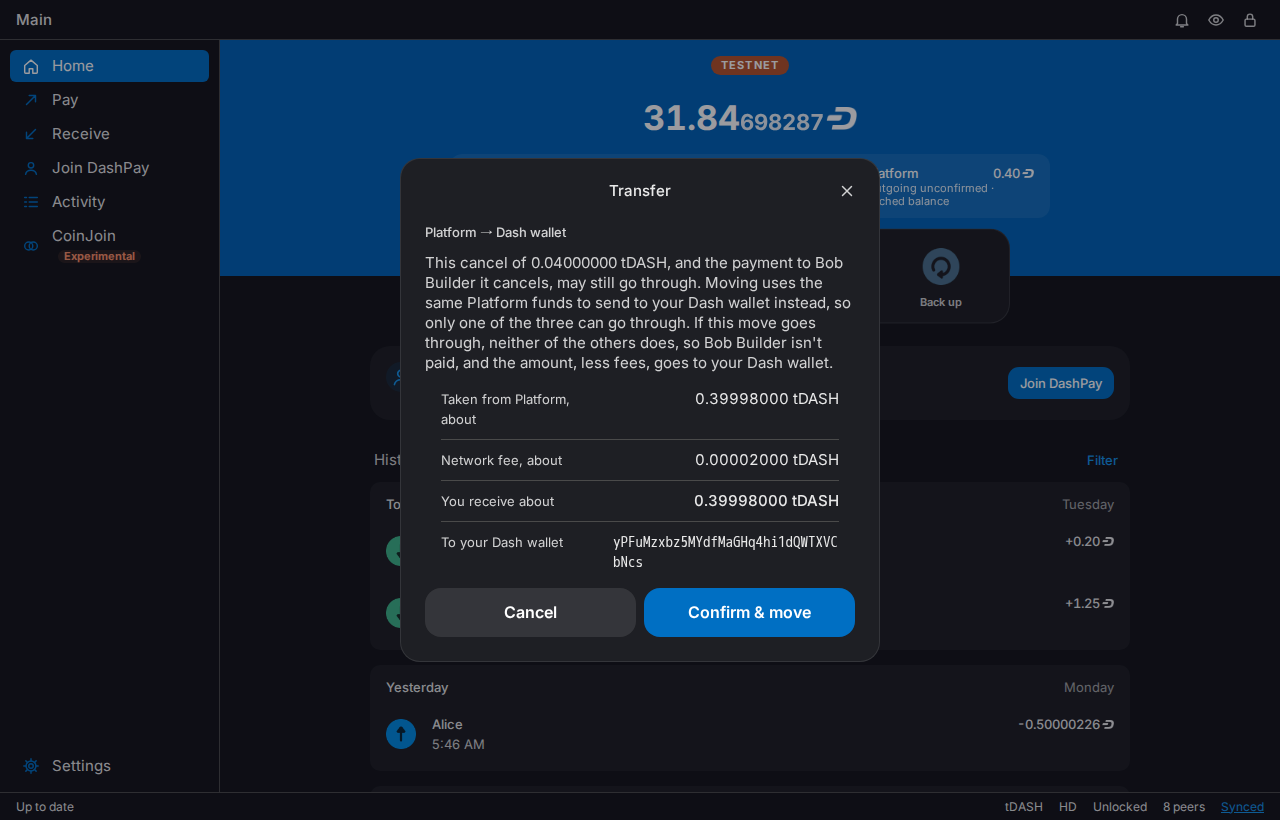 Main
Home
Pay
Receive
Join DashPay
Activity
CoinJoin
Experimental
Settings
TESTNET
31.84698287
0.40
utgoing unconfirmed ·
balance
Back up
Join DashPay
Filter
Tuesday
+0.20
+1.25
Yesterday
Monday
Alice
-0.50000226
5:46 AM
Transfer
Platform → Dash wallet
This cancel of 0.04000000 tDASH, and the payment to Bob
Builder it cancels, may still go through. Moving uses the
same Platform funds to send to your Dash wallet instead, so
only one of the three can go through. If this move goes
through, neither of the others does, so Bob Builder isn't
paid, and the amount, less fees, goes to your Dash wallet.
Taken from Platform,
about
0.39998000 tDASH
Network fee, about
0.00002000 tDASH
You receive about
0.39998000 tDASH
To your Dash wallet
yPFuMzxbz5MYdfMaGHq4hi1dQWTXVC
bNcs
Cancel
Confirm & move
Up to date
tDASH
HD
Unlocked
8 peers
Synced